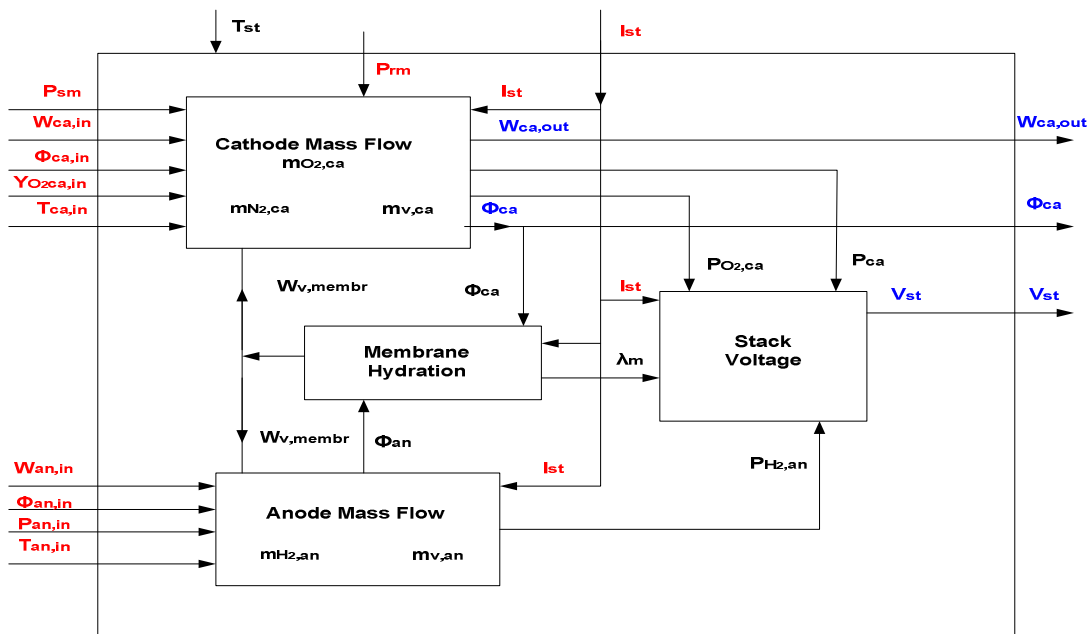 Tst
Ist
Prm
Psm
Ist
Wca,in
Wca,out
Wca,out
Cathode Mass Flow
mO2,ca
Φca,in
YO2ca,in
Tca,in
mN2,ca
mv,ca
Φca
Φca
PO2,ca
Pca
Wv,membr
Φca
Ist
Vst
Vst
Membrane
Hydration
λm
Stack
Voltage
Wv,membr
Φan
Wan,in
Ist
PH2,an
Φan,in
Pan,in
Tan,in
Anode Mass Flow
mH2,an
mv,an